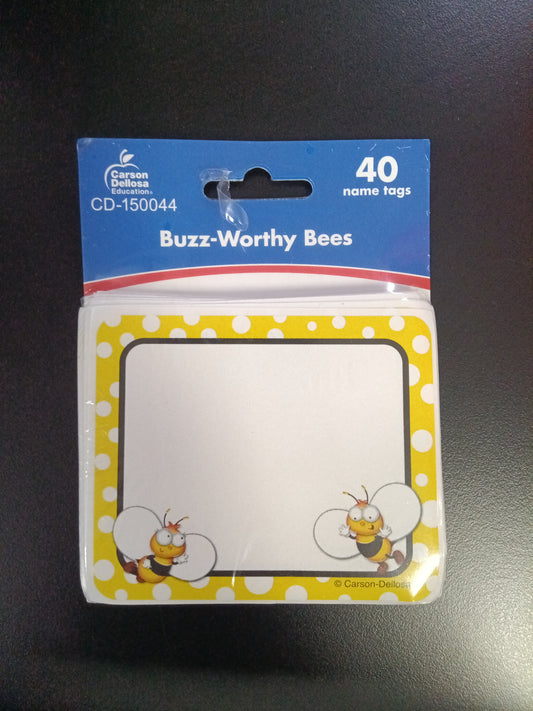 Carson
Dellosa
Education®
CD-150044
40
name tags
Buzz-Worthy Bees
© Carson-Dellosa